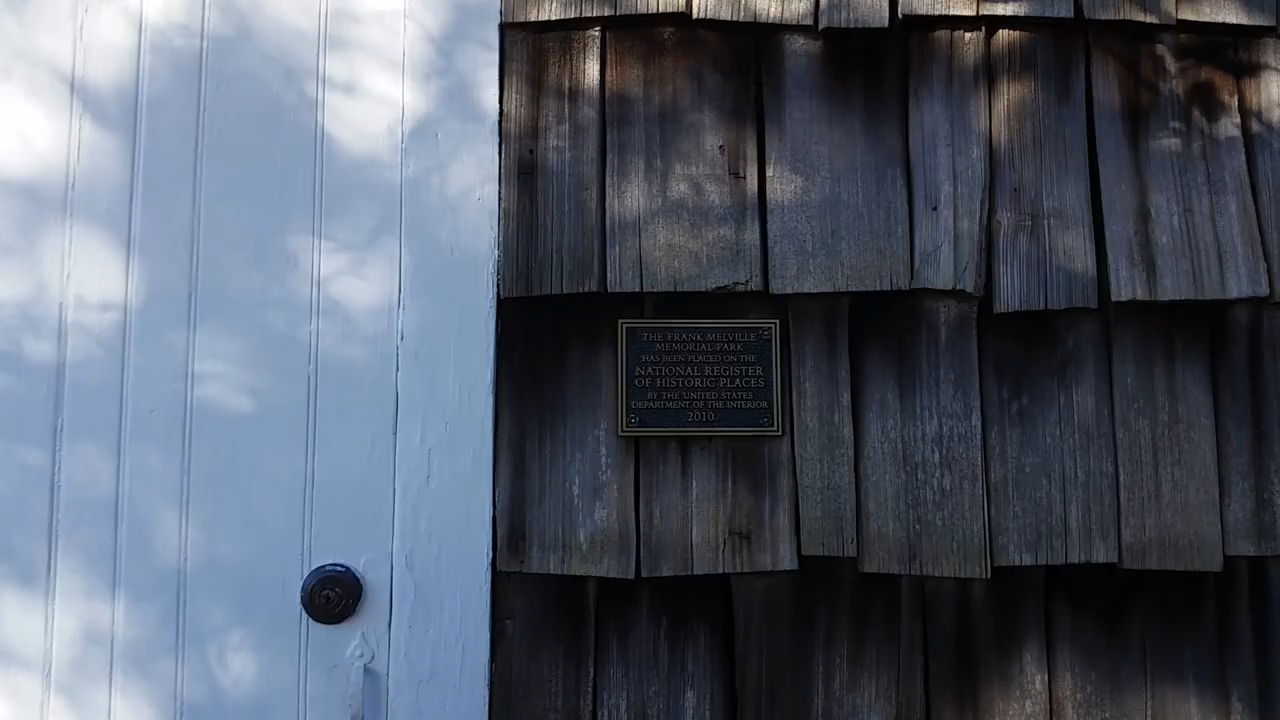 THE FRANK MELVILLE
MEMORIAL PARK
HAS BEEN PLACED ON THE
NATIONAL REGISTER
OF HISTORIC PLACES
BY THE UNITED STATES
DEPARTMENT OF THE INTERIOR
2010